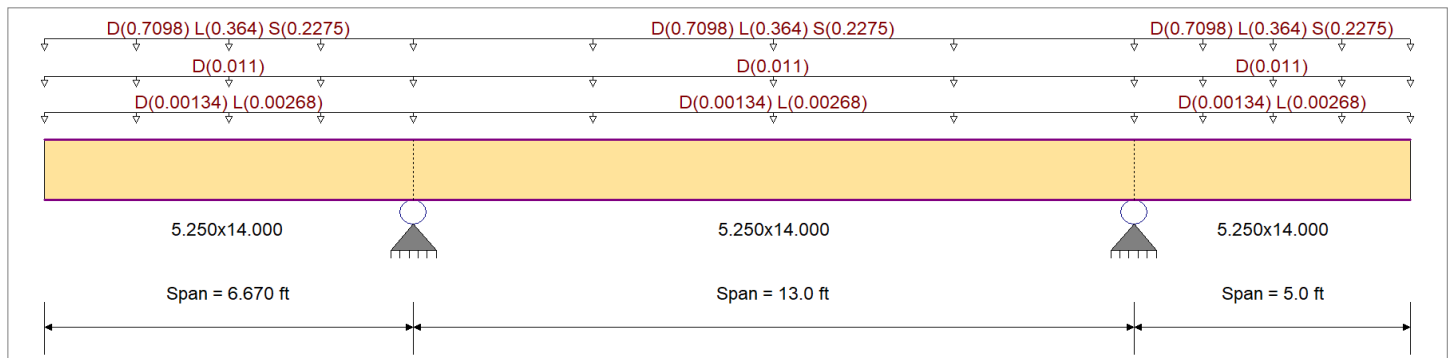 D(0.7098) L(0.364) S(0.2275) D(0.7098) L(0.364) S(0.2275) D(0.7098) L(0.364) S(0.2275)
D(0.011) D(0.011) D(0.011)
D(0.00134) L(0.00268) D(0.00134) L(0.00268) D(0.00134) L(0.00268)
5.250x14.000 5.250x14.000 5.250x14.000
Span = 6.670 ft Span = 13.0 ft Span = 5.0 ft